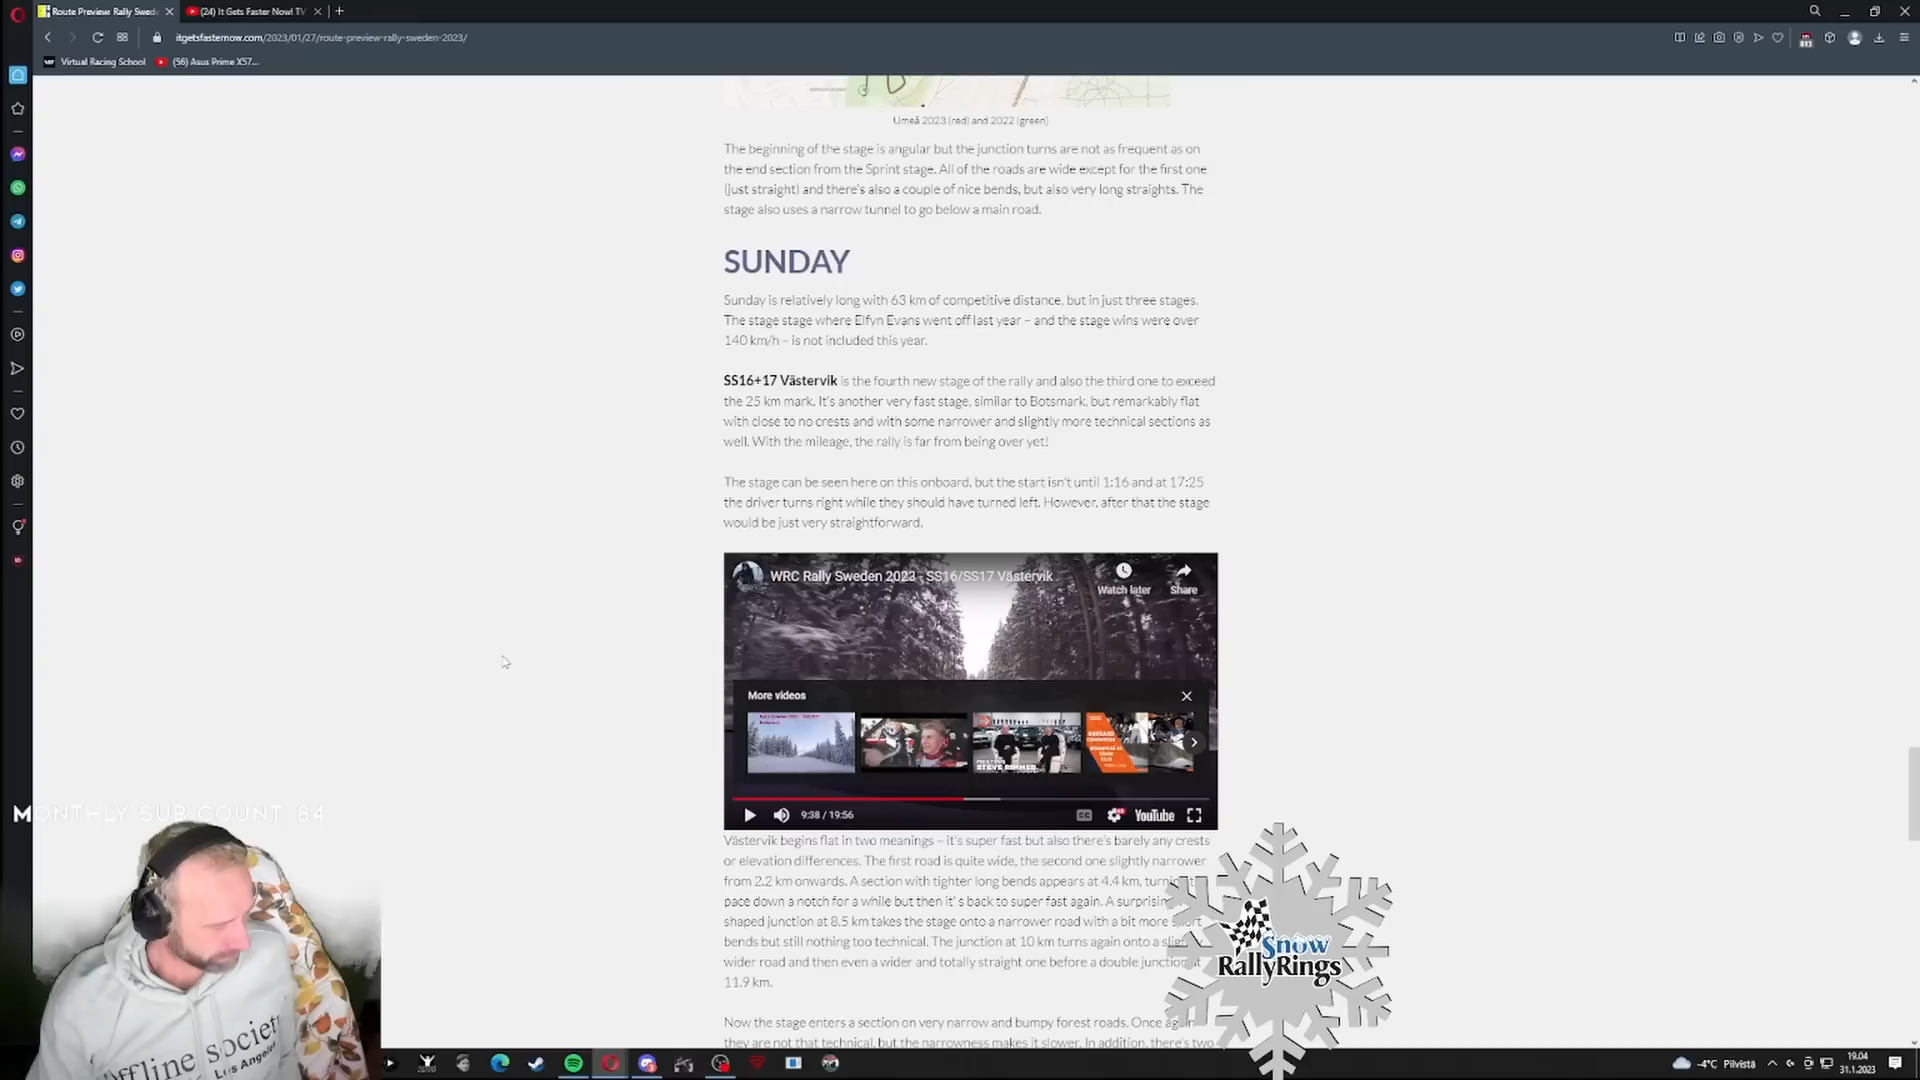 Route Preview: Rally Swed
(24) It Gets Faster Now! TV
itgetsfasternow.com/2023/01/27/route-preview-rally-sweden-2023/
Virtual Racing School
(56) Asus Prime X57...
Umeå 2023 (red) and 2022 (green)
The beginning of the stage is angular but the junction turns are not as frequent as on
the end section from the Sprint stage. All of the roads are wide except for the first one
(just straight) and there's also a couple of nice bends, but also very long straights. The
stage also uses a narrow tunnel to go below a main road.
SUNDAY
Sunday is relatively long with 63 km of competitive distance, but in just three stages.
The stage stage where Elfyn Evans went off last year – and the stage wins were over
140 km/h – is not included this year.
SS16+17 Västervik is the fourth new stage of the rally and also the third one to exceed
the 25 km mark. It's another very fast stage, similar to Botsmark, but remarkably flat
with close to no crests and with some narrower and slightly more technical sections as
well. With the mileage, the rally is far from being over yet!
The stage can be seen here on this onboard, but the start isn't until 1:16 and at 17:25
the driver turns right while they should have turned left. However, after that the stage
would be just very straightforward.
WRC Rally Sweden 2023 - SS16/SS17 Västervik
Watch later
Share
More videos
STEVE RIMMER
9:38 / 19:56
CC
YouTube
Västervik begins flat in two meanings – it's super fast but also there's barely any crests
or elevation differences. The first road is quite wide, the second one slightly narrower
from 2.2 km onwards. A section with tighter long bends appears at 4.4 km, turning
pace down a notch for a while but then it's back to super fast again. A
shaped junction at 8.5 km takes the stage onto a narrower road with a bit more short
bends but still nothing too technical. The junction at 10 km turns again onto a
wider road and then even a wider and totally straight one before a double junction at
11.9 km.
Now the stage enters a section on very narrow and bumpy forest roads. Once again
they are not that technical, but the narrowness makes it slower. In addition, there's two
MONTHLY SUB COUNT 84
offline society
Los Angeles
Snow
RallyRings
-4°C Pilvistä
19.04
31.1.2023